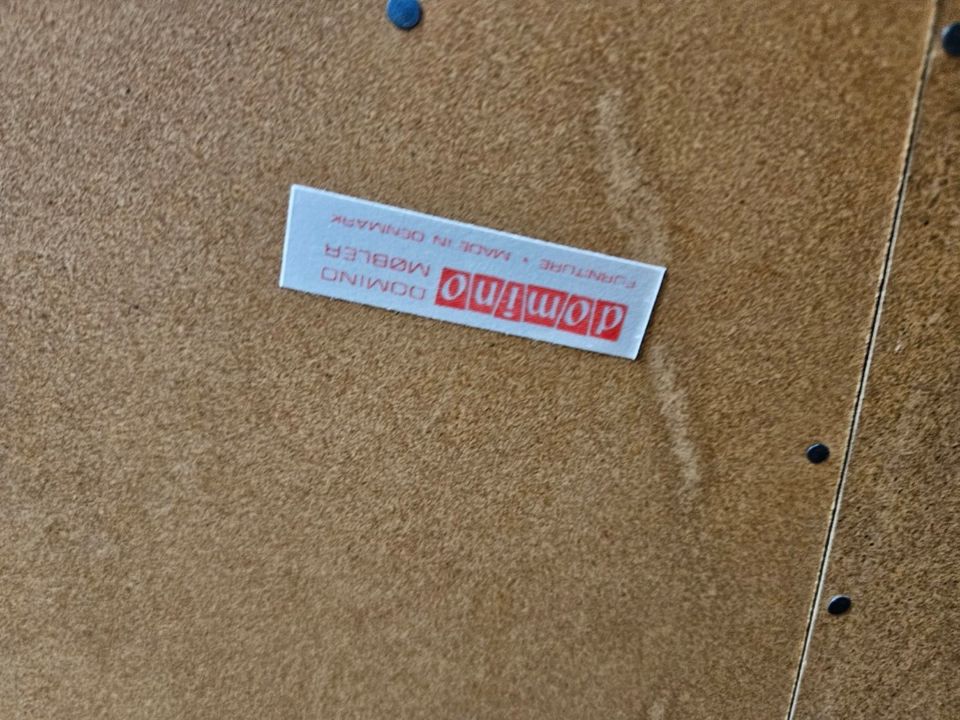 domino DOMINO
MØBLER
FURNITURE • MADE IN DENMARK